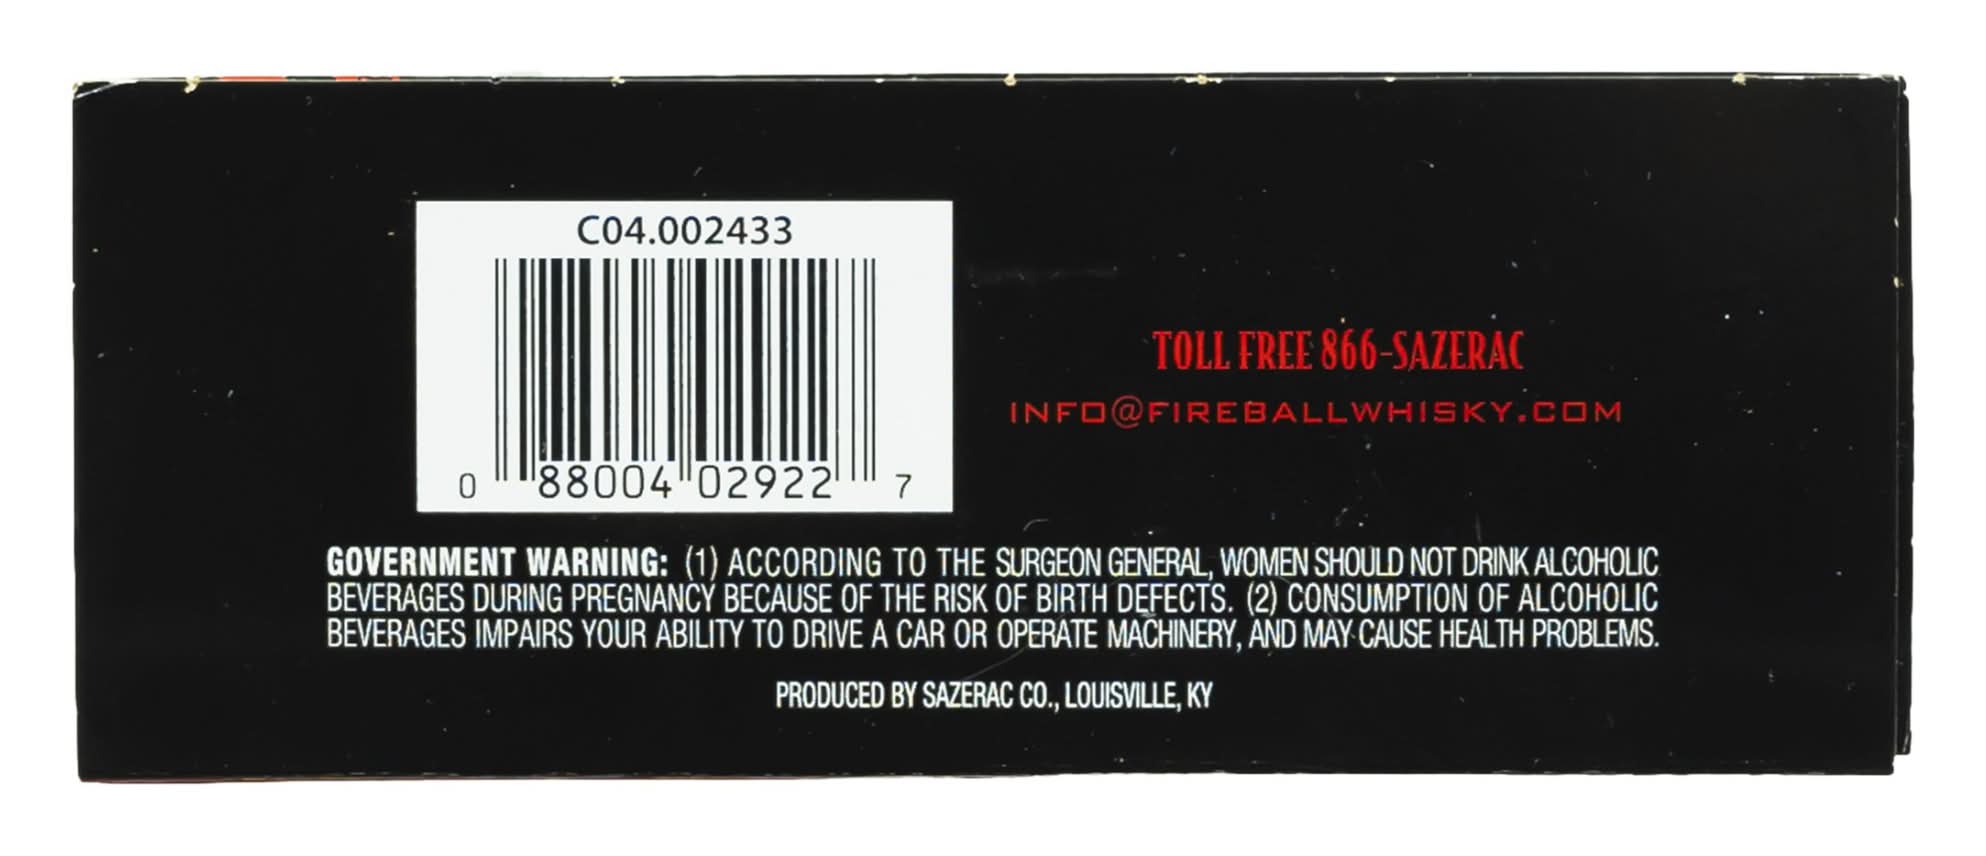 C04.002433
0 88004 02922 7
TOLL FREE 866-SAZERAC
INFO@FIREBALLWHISKY.COM
GOVERNMENT WARNING: (1) ACCORDING TO THE SURGEON GENERAL, WOMEN SHOULD NOT DRINK ALCOHOLIC
BEVERAGES DURING PREGNANCY BECAUSE OF THE RISK OF BIRTH DEFECTS. (2) CONSUMPTION OF ALCOHOLIC
BEVERAGES IMPAIRS YOUR ABILITY TO DRIVE A CAR OR OPERATE MACHINERY, AND MAY CAUSE HEALTH PROBLEMS.
PRODUCED BY SAZERAC CO., LOUISVILLE, KY